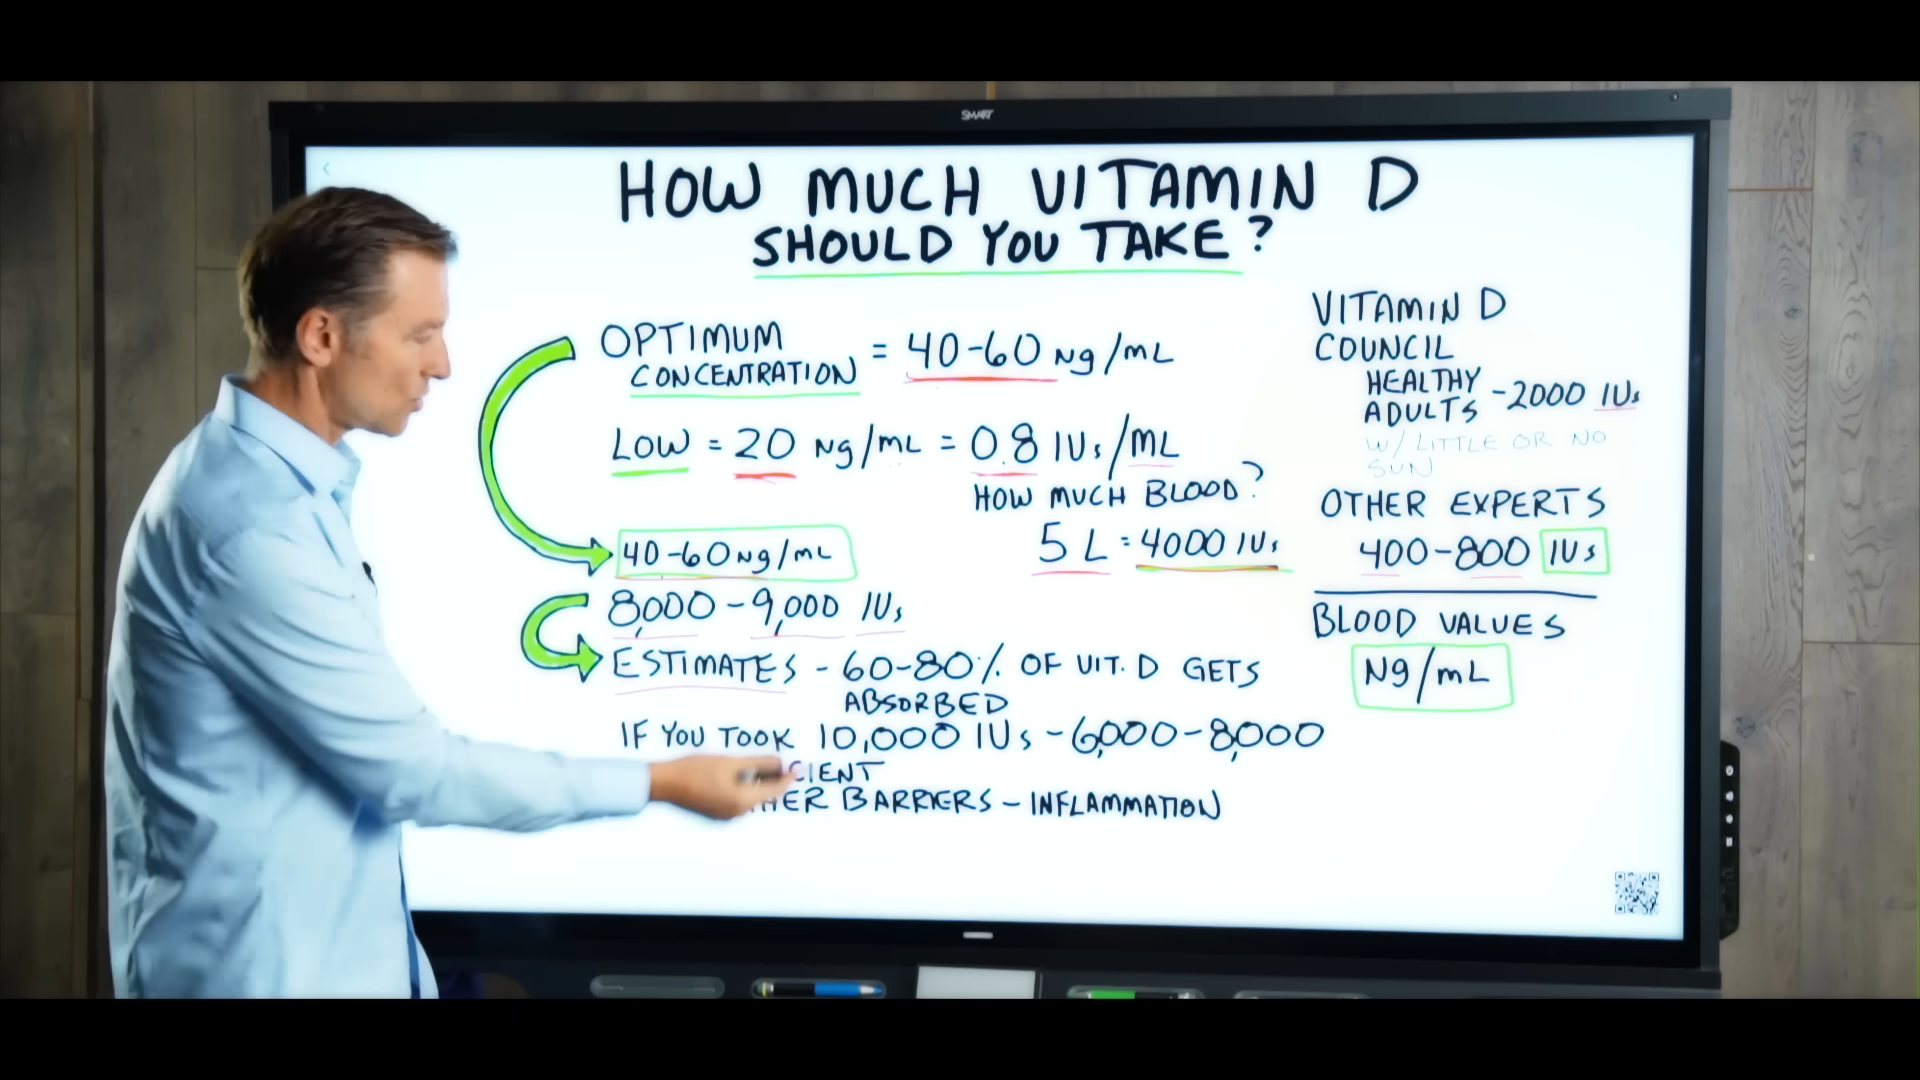 SMART
HOW MUCH VITAMIN D
SHOULD YOU TAKE?
OPTIMUM
CONCENTRATION = 40-60 Ng/mL
LOW = 20 Ng/mL = 0.8 IUs/mL
HOW MUCH BLOOD?
5 L = 4000 IUs
40-60 Ng/mL
8,000 - 9,000 IUs
ESTIMATES - 60-80% OF VIT. D GETS
ABSORBED
IF YOU TOOK 10,000 IUs - 6,000-8,000
BARRIERS - INFLAMMATION
VITAMIN D
COUNCIL
HEALTHY
ADULTS - 2000 IUs
W/ LITTLE OR NO
SUN
OTHER EXPERTS
400-800 IUs
BLOOD VALUES
Ng/mL